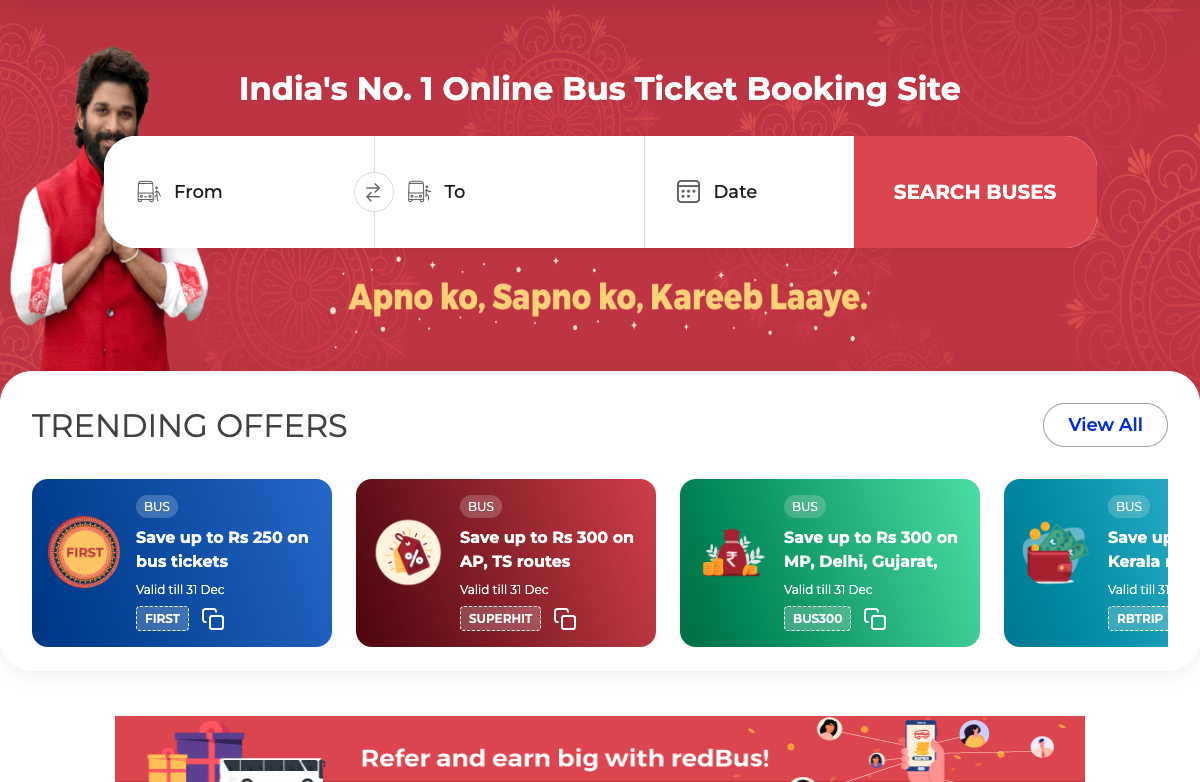 India's No. 1 Online Bus Ticket Booking Site
From
To
Date
SEARCH BUSES
Apno ko, Sapno ko, Kareeb Laaye.
TRENDING OFFERS
View All
BUS
Save up to Rs 250 on
bus tickets
Valid till 31 Dec
FIRST
FIRST
BUS
Save up to Rs 300 on
AP, TS routes
Valid till 31 Dec
SUPERHIT
BUS
Save up to Rs 300 on
MP, Delhi, Gujarat,
Valid till 31 Dec
BUS300
BUS
Save up
Kerala
Valid till 31
RBTRIP
Refer and earn big with redBus!